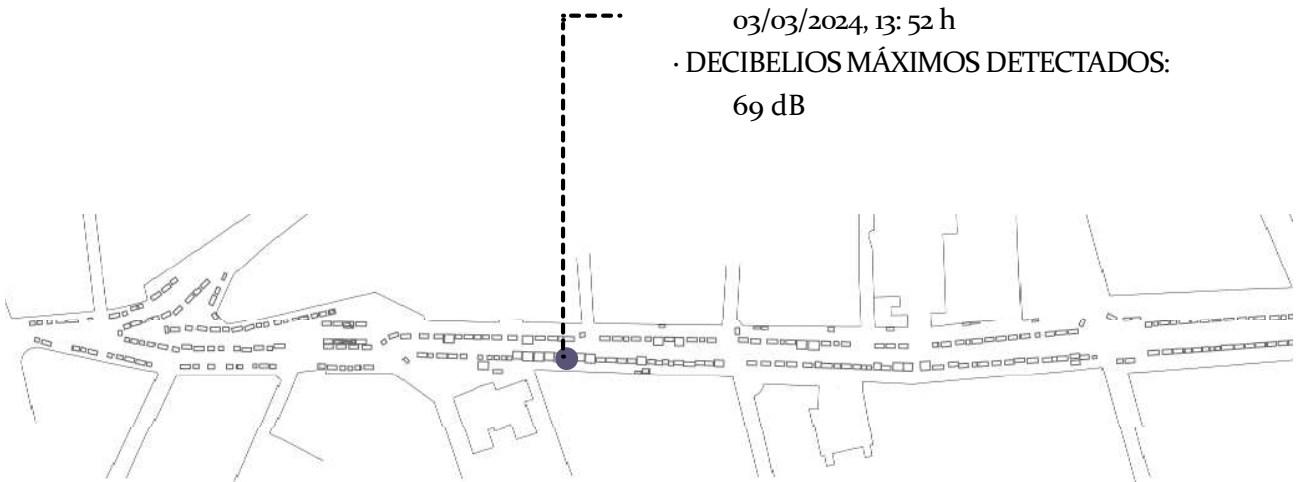 03/03/2024, 13: 52 h
· DECIBELIOS MÁXIMOS DETECTADOS:
69 dB